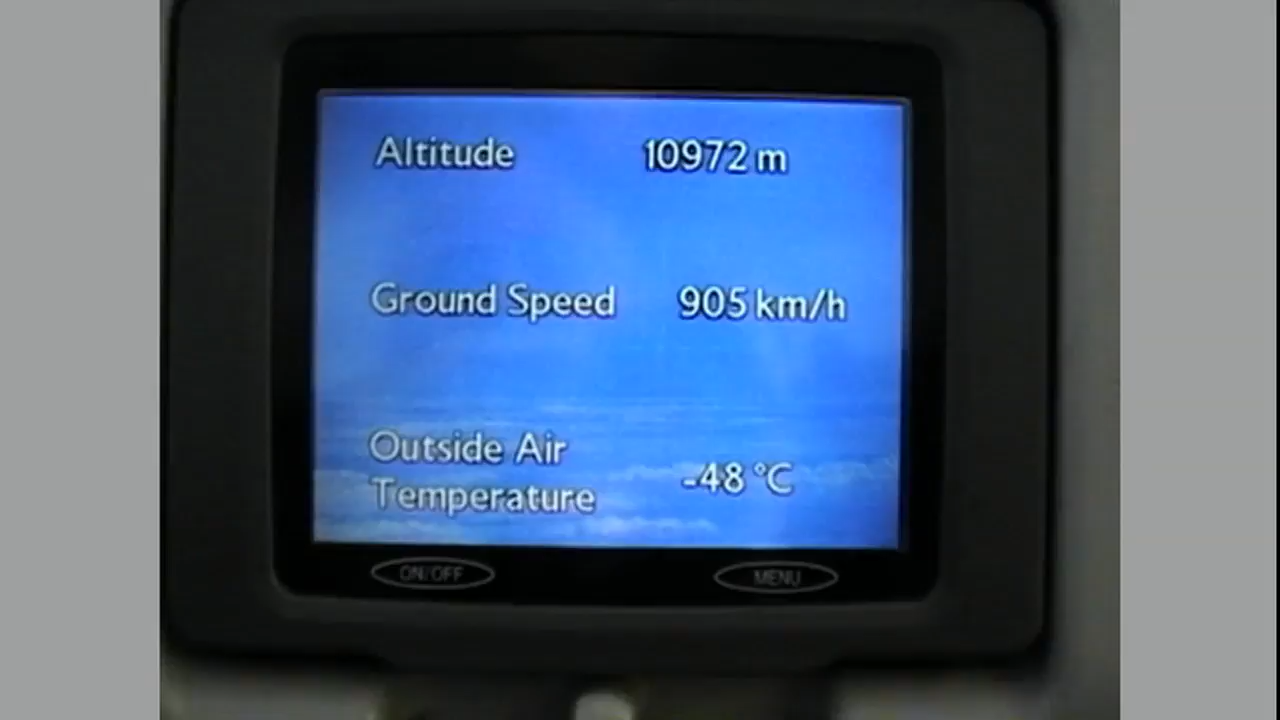 Altitude 10972 m
Ground Speed 905 km/h
Outside Air
Temperature -48 °C
ON/OFF MENU